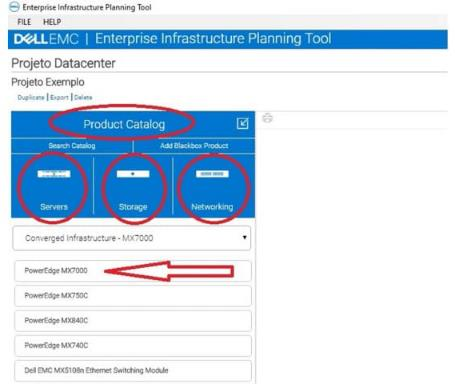 Enterprise Infrastructure Planning Tool
FILE HELP
DELLEMC | Enterprise Infrastructure Planning Tool
Projeto Datacenter
Projeto Exemplo
Duplicate | Export | Delete
Product Catalog
Search Catalog Add Blackbox Product
Servers Storage Networking
Converged Infrastructure - MX7000
PowerEdge MX7000
PowerEdge MX750C
PowerEdge MX840C
PowerEdge MX740C
Dell EMC MX5108n Ethernet Switching Module